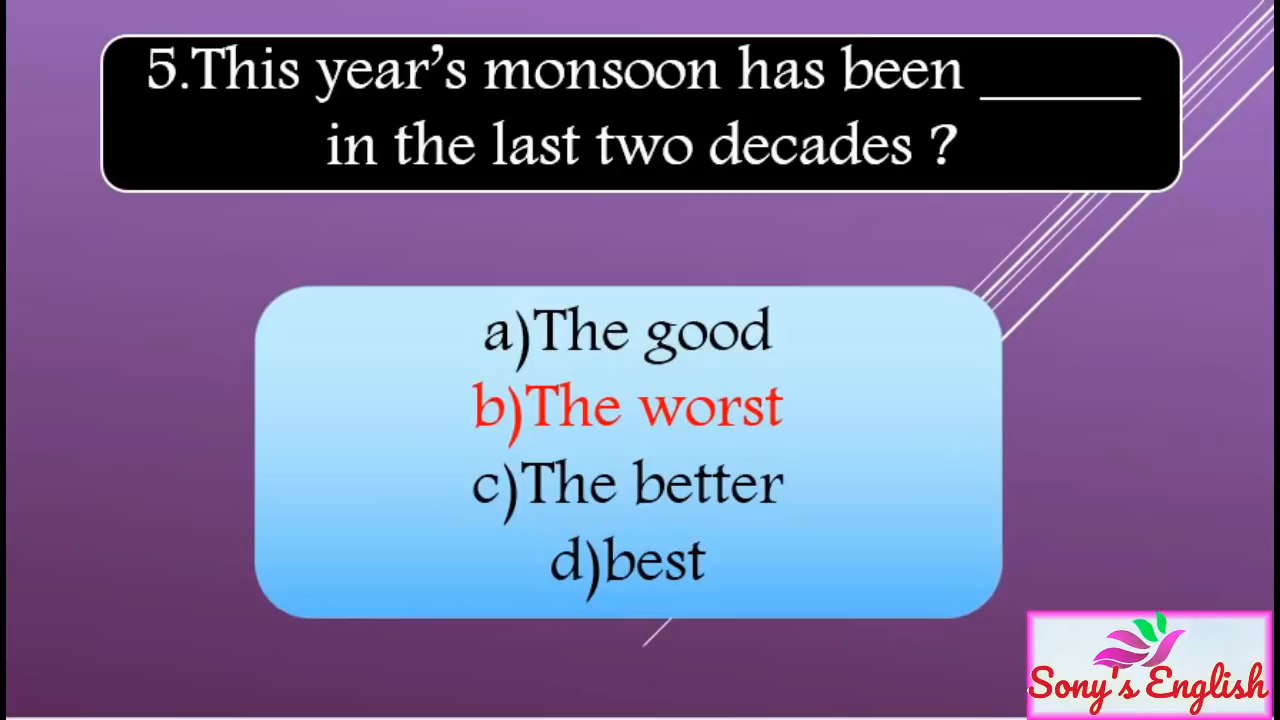 5.This year's monsoon has been ______
in the last two decades ?
a)The good
b)The worst
c)The better
d)best
Sony's English